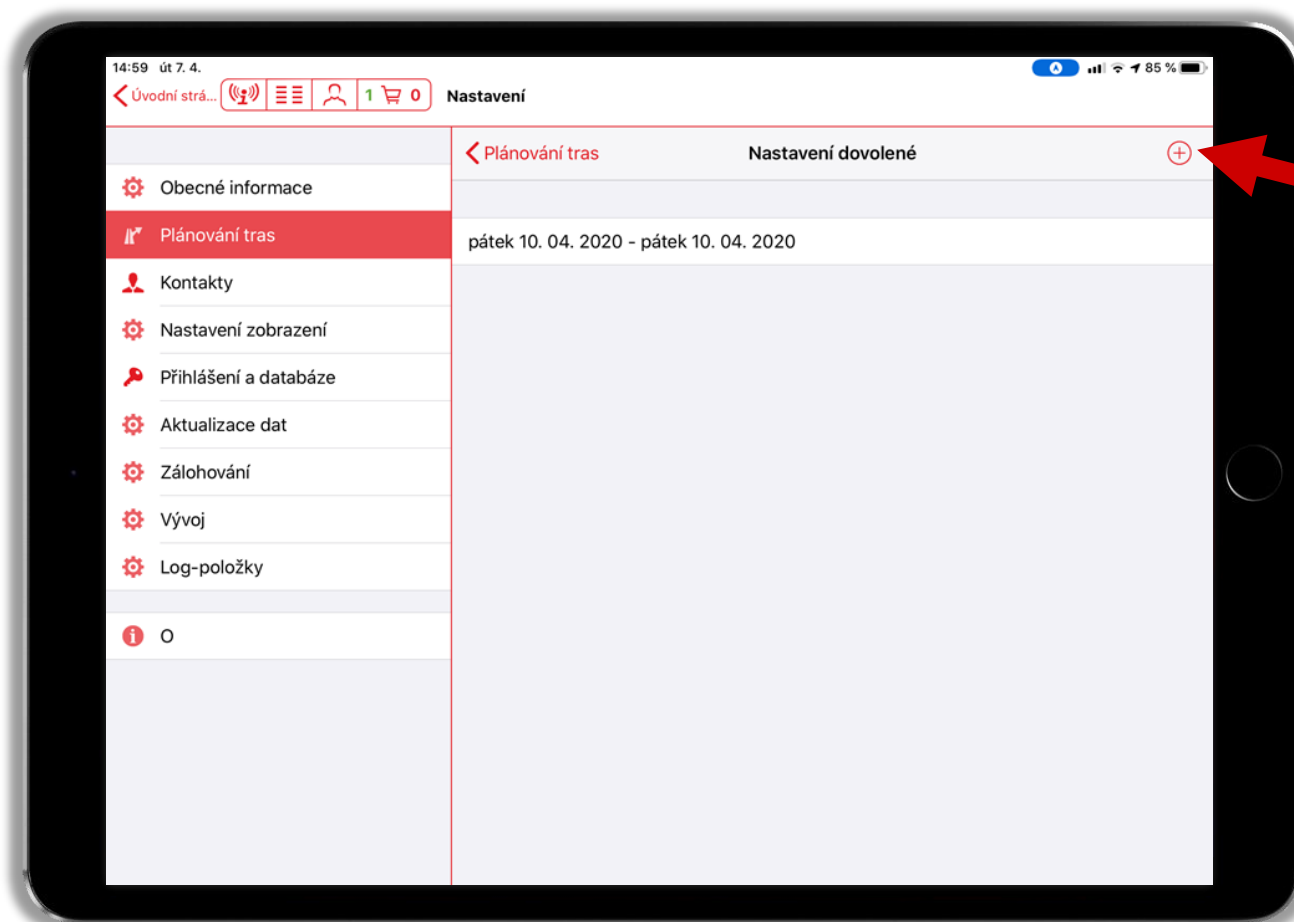 14:59 út 7. 4.
85 %
Úvodní strá...
1 0
Nastavení
Plánování tras
Nastavení dovolené
Obecné informace
Plánování tras
Kontakty
Nastavení zobrazení
Přihlášení a databáze
Aktualizace dat
Zálohování
Vývoj
Log-položky
O
pátek 10. 04. 2020 - pátek 10. 04. 2020